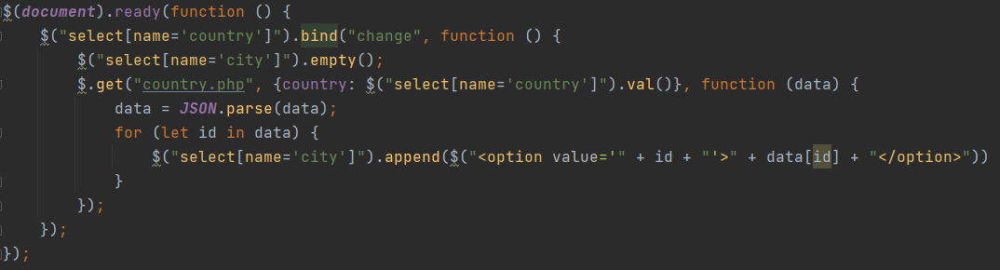 $(document).ready(function () {
    $("select[name='country']").bind("change", function () {
        $("select[name='city']").empty();
        $.get("country.php", {country: $("select[name='country']").val()}, function (data) {
            data = JSON.parse(data);
            for (let id in data) {
                $("select[name='city']").append($("<option value='" + id + "'>" + data[id] + "</option>"))
            }
        });
    });
});